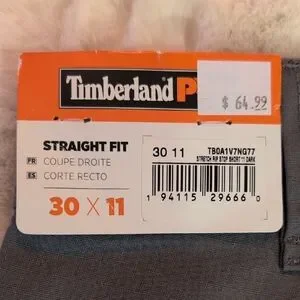 Timberland P
$ 64.99
STRAIGHT FIT
FR COUPE DROITE
ES CORTE RECTO
30 X 11
30 11
TB0A1V7NG77
STRETCH RIP STOP SHORT 11 DARK
1 94115 29666 0